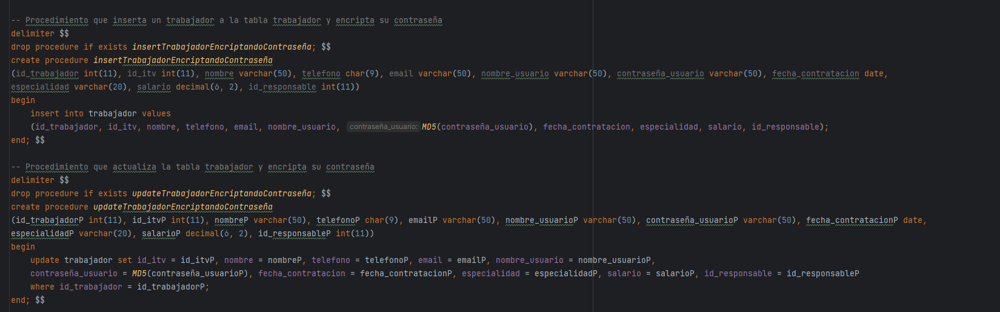 -- Procedimiento que inserta un trabajador a la tabla trabajador y encripta su contraseña
delimiter $$
drop procedure if exists insertTrabajadorEncriptandoContraseña; $$
create procedure insertTrabajadorEncriptandoContraseña
(id_trabajador int(11), id_itv int(11), nombre varchar(50), telefono char(9), email varchar(50), nombre_usuario varchar(50), contraseña_usuario varchar(50), fecha_contratacion date,
especialidad varchar(20), salario decimal(6, 2), id_responsable int(11))
begin
    insert into trabajador values
    (id_trabajador, id_itv, nombre, telefono, email, nombre_usuario, contraseña_usuario: MD5(contraseña_usuario), fecha_contratacion, especialidad, salario, id_responsable);
end; $$
-- Procedimiento que actualiza la tabla trabajador y encripta su contraseña
delimiter $$
drop procedure if exists updateTrabajadorEncriptandoContraseña; $$
create procedure updateTrabajadorEncriptandoContraseña
(id_trabajadorP int(11), id_itvP int(11), nombreP varchar(50), telefonoP char(9), emailP varchar(50), nombre_usuarioP varchar(50), contraseña_usuarioP varchar(50), fecha_contratacionP date,
especialidadP varchar(20), salarioP decimal(6, 2), id_responsableP int(11))
begin
    update trabajador set id_itv = id_itvP, nombre = nombreP, telefono = telefonoP, email = emailP, nombre_usuario = nombre_usuarioP,
    contraseña_usuario = MD5(contraseña_usuarioP), fecha_contratacion = fecha_contratacionP, especialidad = especialidadP, salario = salarioP, id_responsable = id_responsableP
    where id_trabajador = id_trabajadorP;
end; $$